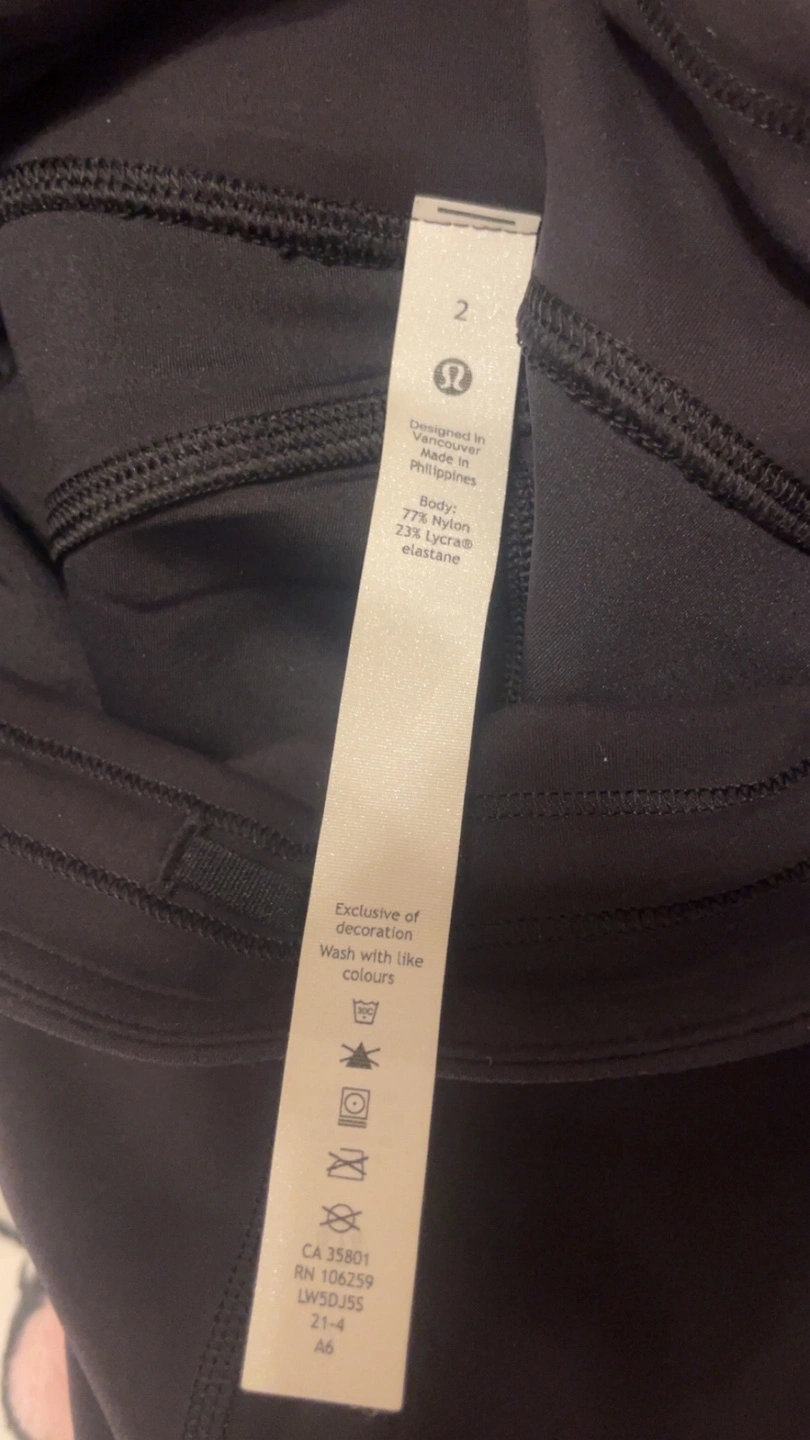 2
Designed in
Vancouver
Made in
Philippines
Body:
77% Nylon
23% Lycra®
elastane
Exclusive of
decoration
Wash with like
colours
30C
CA 35801
RN 106259
LW5DJ5S
21-4
A6